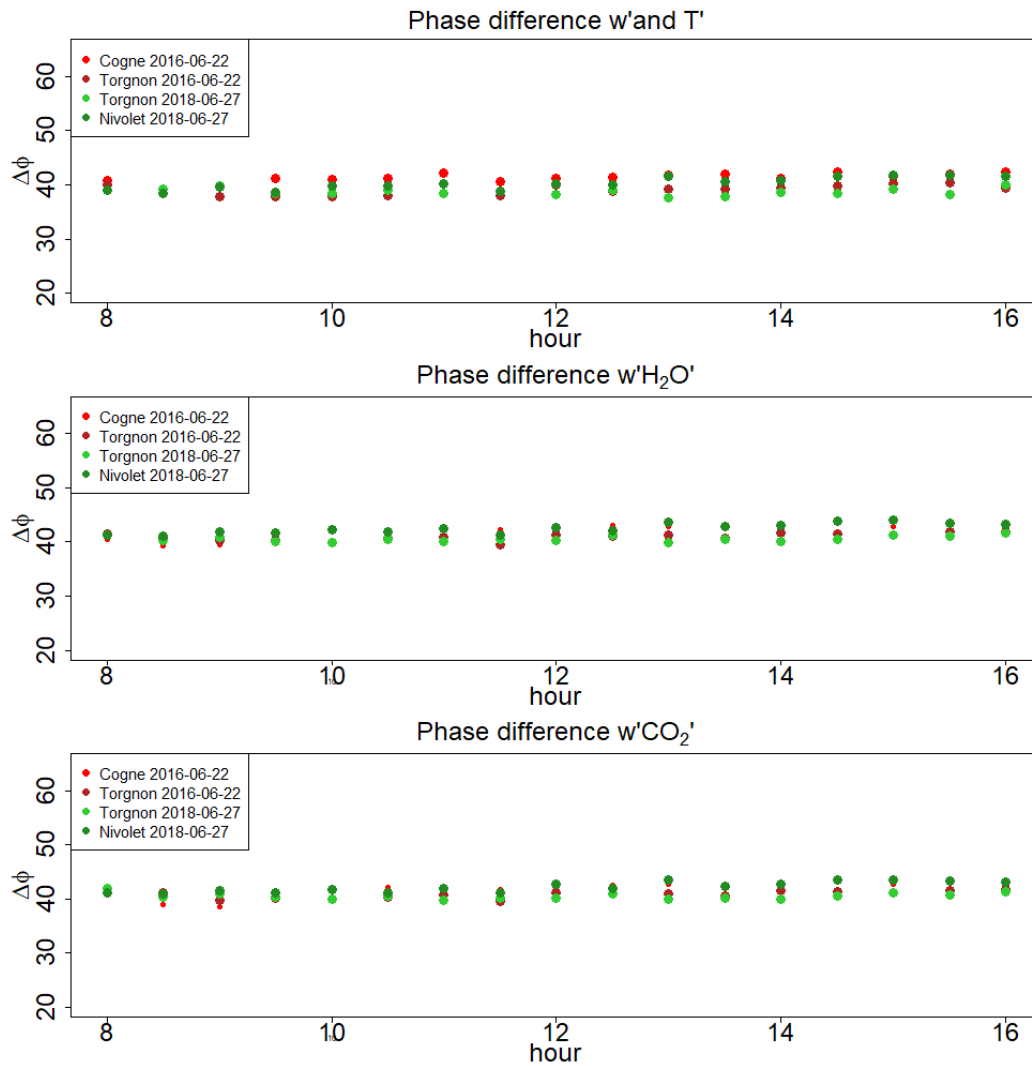 Phase difference w'and T'
Cogne 2016-06-22
Torgnon 2016-06-22
Torgnon 2018-06-27
Nivolet 2018-06-27
60
50
40
30
20
Δϕ
8 10 12 14 16
hour
Phase difference w'H₂O'
Cogne 2016-06-22
Torgnon 2016-06-22
Torgnon 2018-06-27
Nivolet 2018-06-27
60
50
40
30
20
Δϕ
8 10 12 14 16
hour
Phase difference w'CO₂'
Cogne 2016-06-22
Torgnon 2016-06-22
Torgnon 2018-06-27
Nivolet 2018-06-27
60
50
40
30
20
Δϕ
8 10 12 14 16
hour